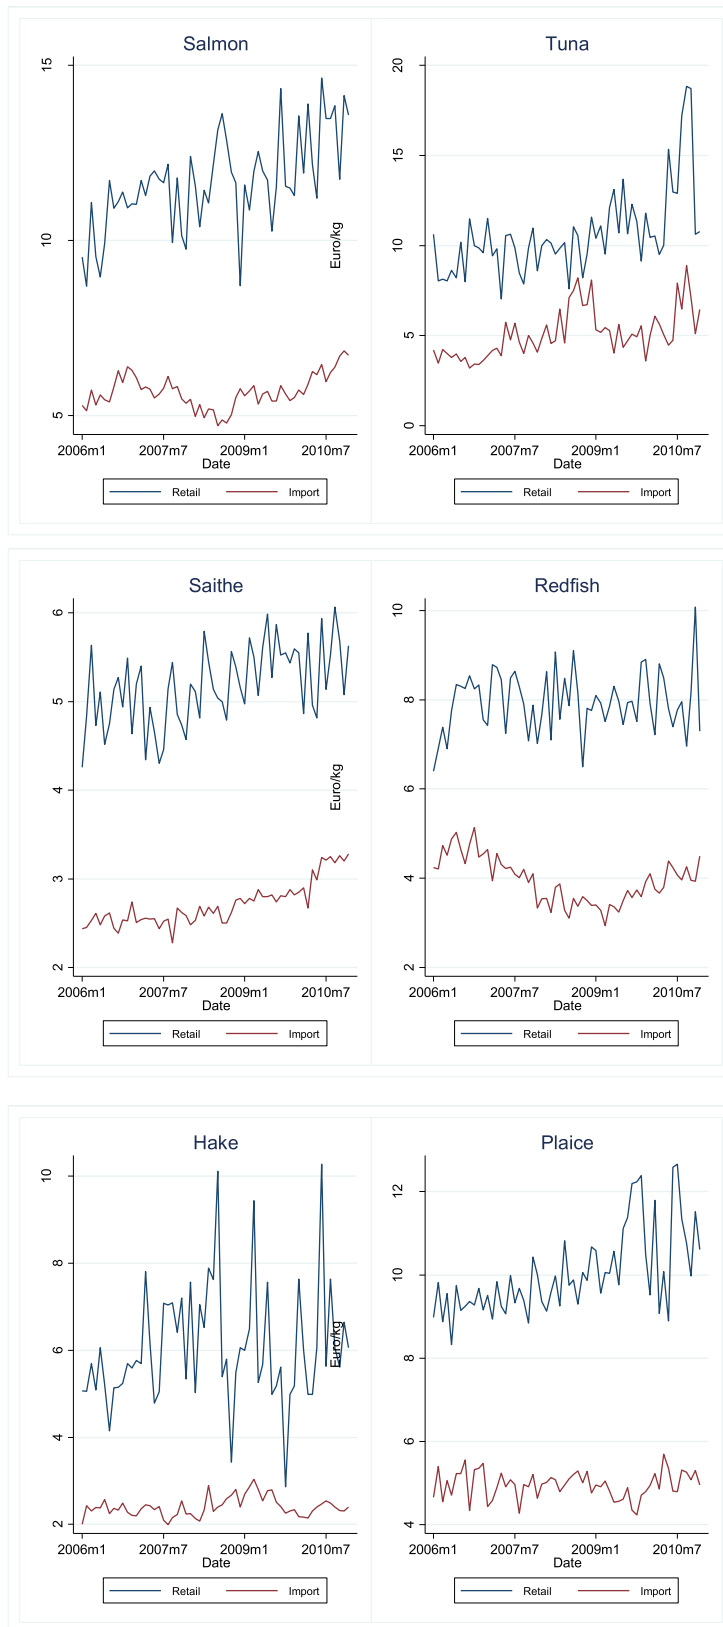 Salmon
15
10
5
2006m1 2007m7 2009m1 2010m7
Date
Retail Import
Euro/kg
Tuna
20
15
10
5
0
2006m1 2007m7 2009m1 2010m7
Date
Retail Import
Saithe
6
5
4
3
2
2006m1 2007m7 2009m1 2010m7
Date
Retail Import
Euro/kg
Redfish
10
8
6
4
2
2006m1 2007m7 2009m1 2010m7
Date
Retail Import
Hake
10
8
6
4
2
2006m1 2007m7 2009m1 2010m7
Date
Retail Import
Euro/kg
Plaice
12
10
8
6
4
2006m1 2007m7 2009m1 2010m7
Date
Retail Import